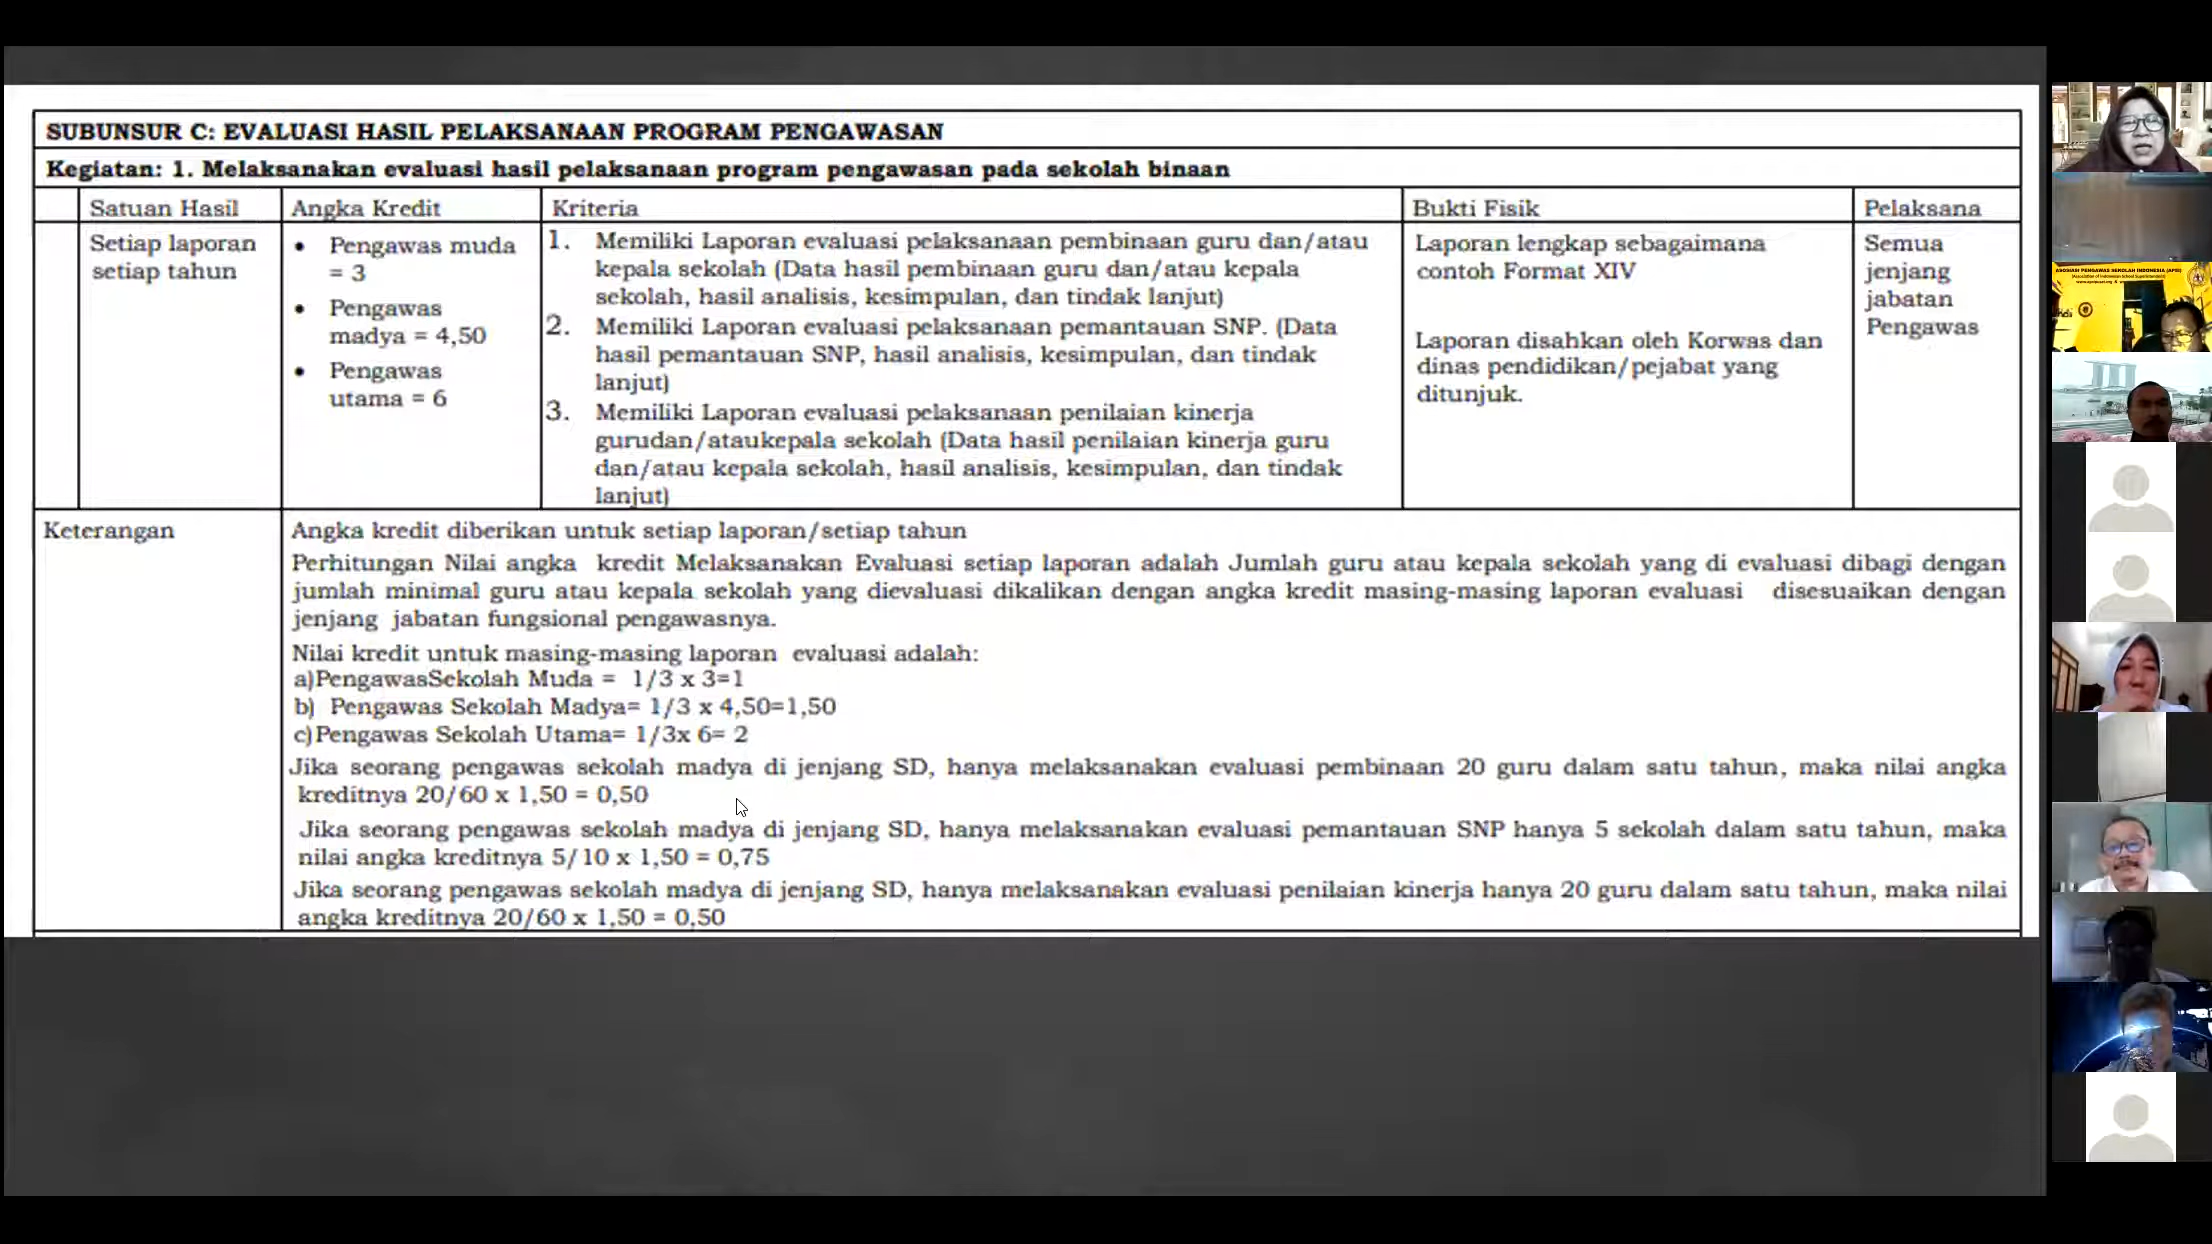 SUBUNSUR C: EVALUASI HASIL PELAKSANAAN PROGRAM PENGAWASAN
Kegiatan: 1. Melaksanakan evaluasi hasil pelaksanaan program pengawasan pada sekolah binaan
Satuan Hasil
Angka Kredit
Kriteria
Bukti Fisik
Pelaksana
Setiap laporan
setiap tahun
• Pengawas muda
= 3
• Pengawas
madya = 4,50
• Pengawas
utama = 6
1. Memiliki Laporan evaluasi pelaksanaan pembinaan guru dan/atau
kepala sekolah (Data hasil pembinaan guru dan/atau kepala
sekolah, hasil analisis, kesimpulan, dan tindak lanjut)
2. Memiliki Laporan evaluasi pelaksanaan pemantauan SNP. (Data
hasil pemantauan SNP, hasil analisis, kesimpulan, dan tindak
lanjut)
3. Memiliki Laporan evaluasi pelaksanaan penilaian kinerja
gurudan/ataukepala sekolah (Data hasil penilaian kinerja guru
dan/atau kepala sekolah, hasil analisis, kesimpulan, dan tindak
lanjut)
Laporan lengkap sebagaimana
contoh Format XIV
Laporan disahkan oleh Korwas dan
dinas pendidikan/pejabat yang
ditunjuk.
Semua
jenjang
jabatan
Pengawas
Keterangan
Angka kredit diberikan untuk setiap laporan/setiap tahun
Perhitungan Nilai angka kredit Melaksanakan Evaluasi setiap laporan adalah Jumlah guru atau kepala sekolah yang di evaluasi dibagi dengan
jumlah minimal guru atau kepala sekolah yang dievaluasi dikalikan dengan angka kredit masing-masing laporan evaluasi disesuaikan dengan
jenjang jabatan fungsional pengawasnya.
Nilai kredit untuk masing-masing laporan evaluasi adalah:
a)PengawasSekolah Muda = 1/3 x 3=1
b) Pengawas Sekolah Madya= 1/3 x 4,50=1,50
c)Pengawas Sekolah Utama= 1/3x 6= 2
Jika seorang pengawas sekolah madya di jenjang SD, hanya melaksanakan evaluasi pembinaan 20 guru dalam satu tahun, maka nilai angka
kreditnya 20/60 x 1,50 = 0,50
Jika seorang pengawas sekolah madya di jenjang SD, hanya melaksanakan evaluasi pemantauan SNP hanya 5 sekolah dalam satu tahun, maka
nilai angka kreditnya 5/10 x 1,50 = 0,75
Jika seorang pengawas sekolah madya di jenjang SD, hanya melaksanakan evaluasi penilaian kinerja hanya 20 guru dalam satu tahun, maka nilai
angka kreditnya 20/60 x 1,50 = 0,50
ASOSIASI PENGAWAS SEKOLAH INDONESIA (APSI)